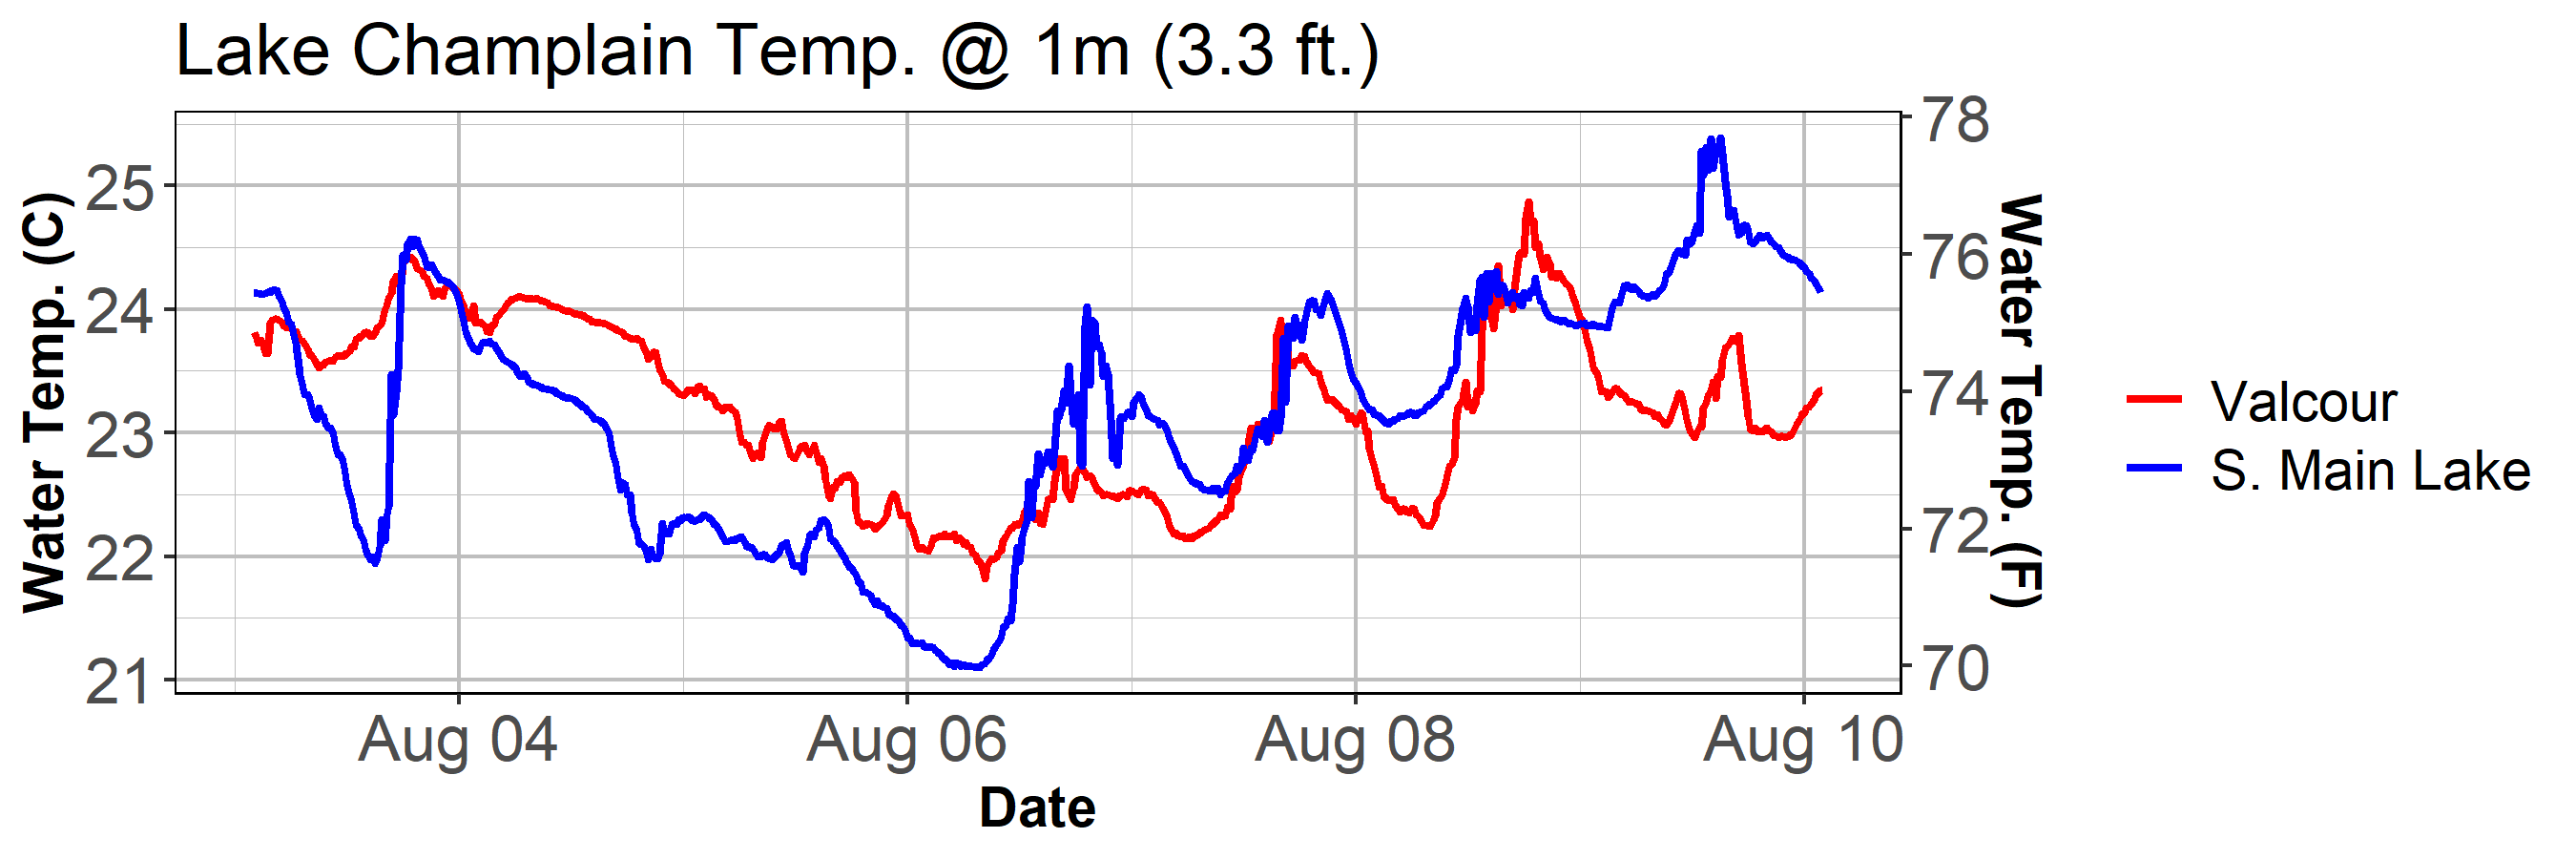 Lake Champlain Temp. @ 1m (3.3 ft.)
Water Temp. (C)
25
24
23
22
21
78
76
74
72
70
Water Temp. (F)
Aug 04
Aug 06
Aug 08
Aug 10
Date
Valcour
S. Main Lake